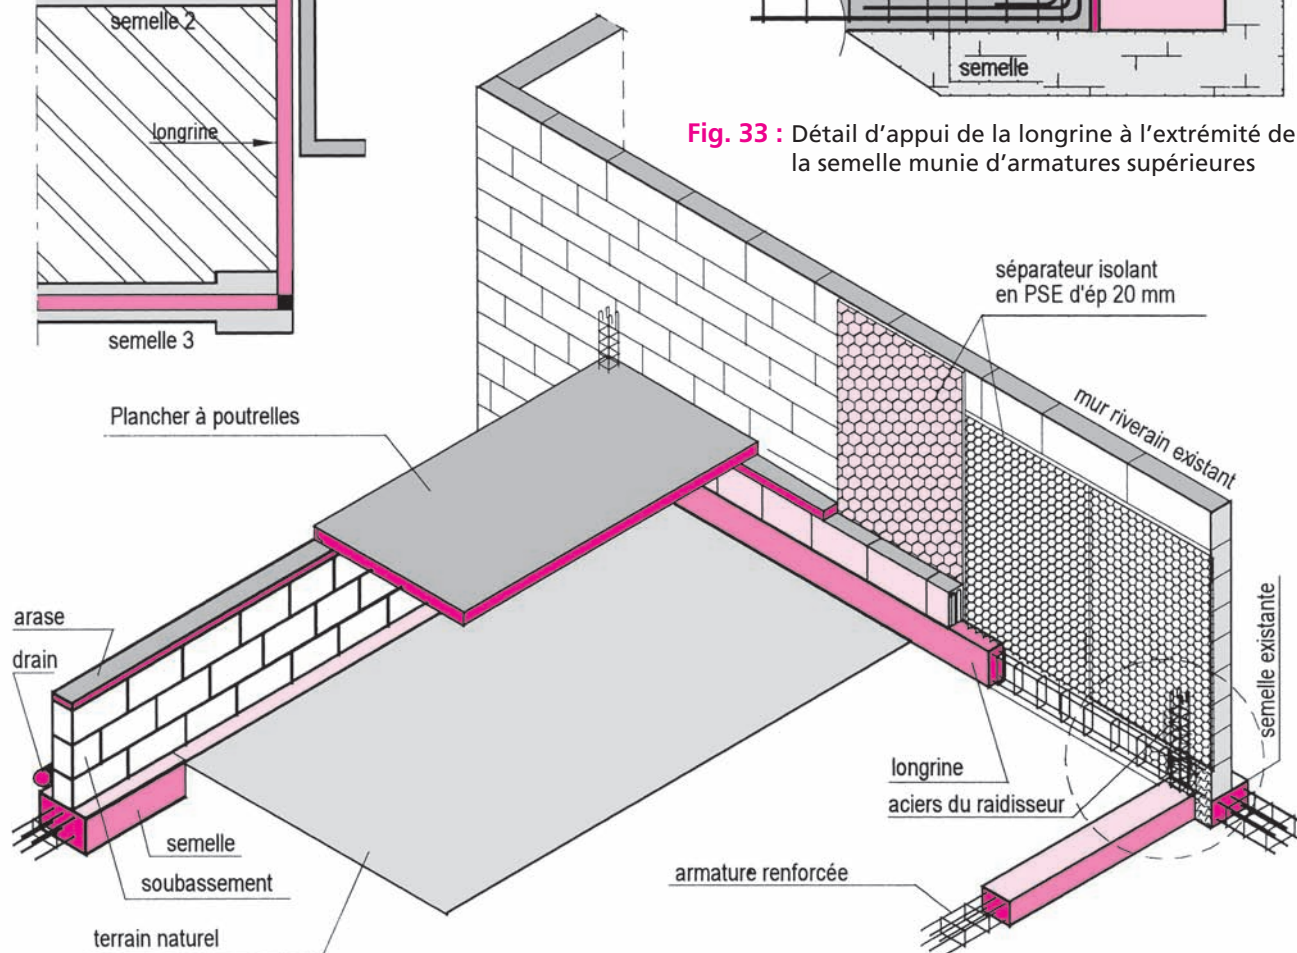 semelle 2
longrine
semelle 3
semelle
Fig. 33 : Détail d'appui de la longrine à l'extrémité de
la semelle munie d'armatures supérieures
séparateur isolant
en PSE d'ép 20 mm
mur riverain existant
Plancher à poutrelles
arase
drain
semelle existante
longrine
aciers du raidisseur
semelle
soubassement
armature renforcée
terrain naturel